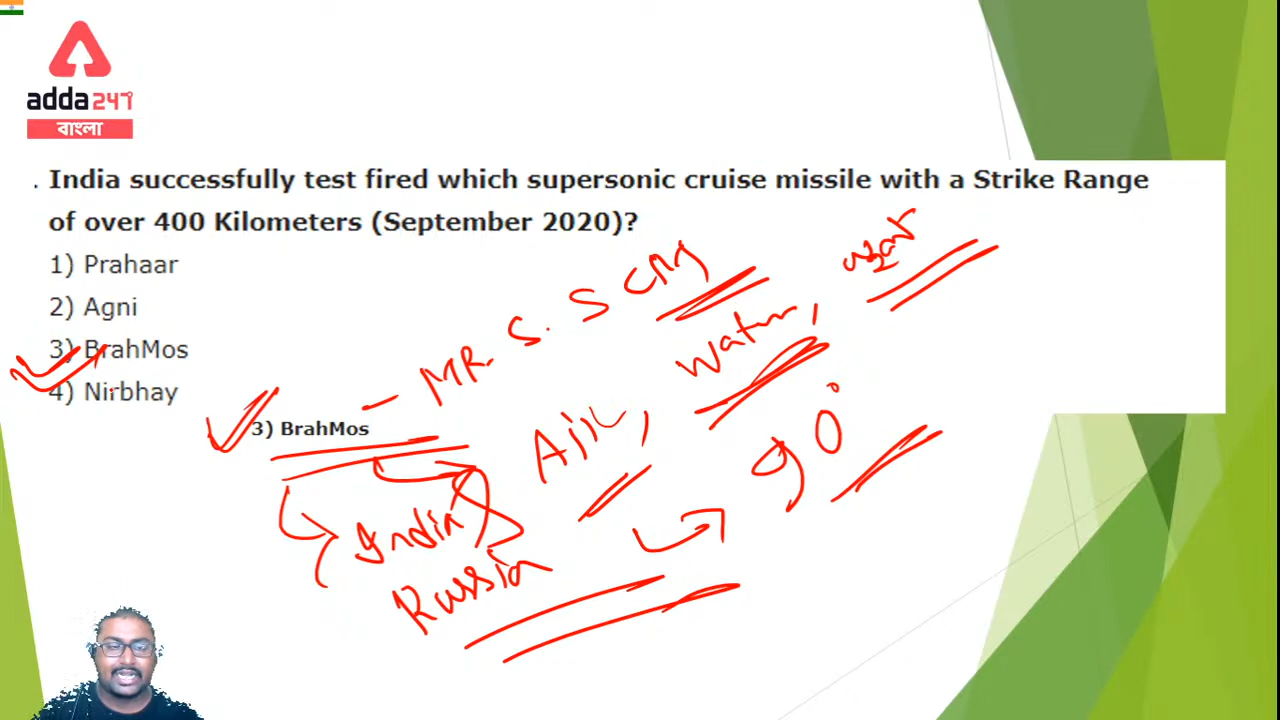 adda247
বাংলা
. India successfully test fired which supersonic cruise missile with a Strike Range
of over 400 Kilometers (September 2020)?
1) Prahaar
2) Agni
3) BrahMos
4) Nirbhay
3) BrahMos
- MR. S. S CM
Air, Water,
90°
India
Russia